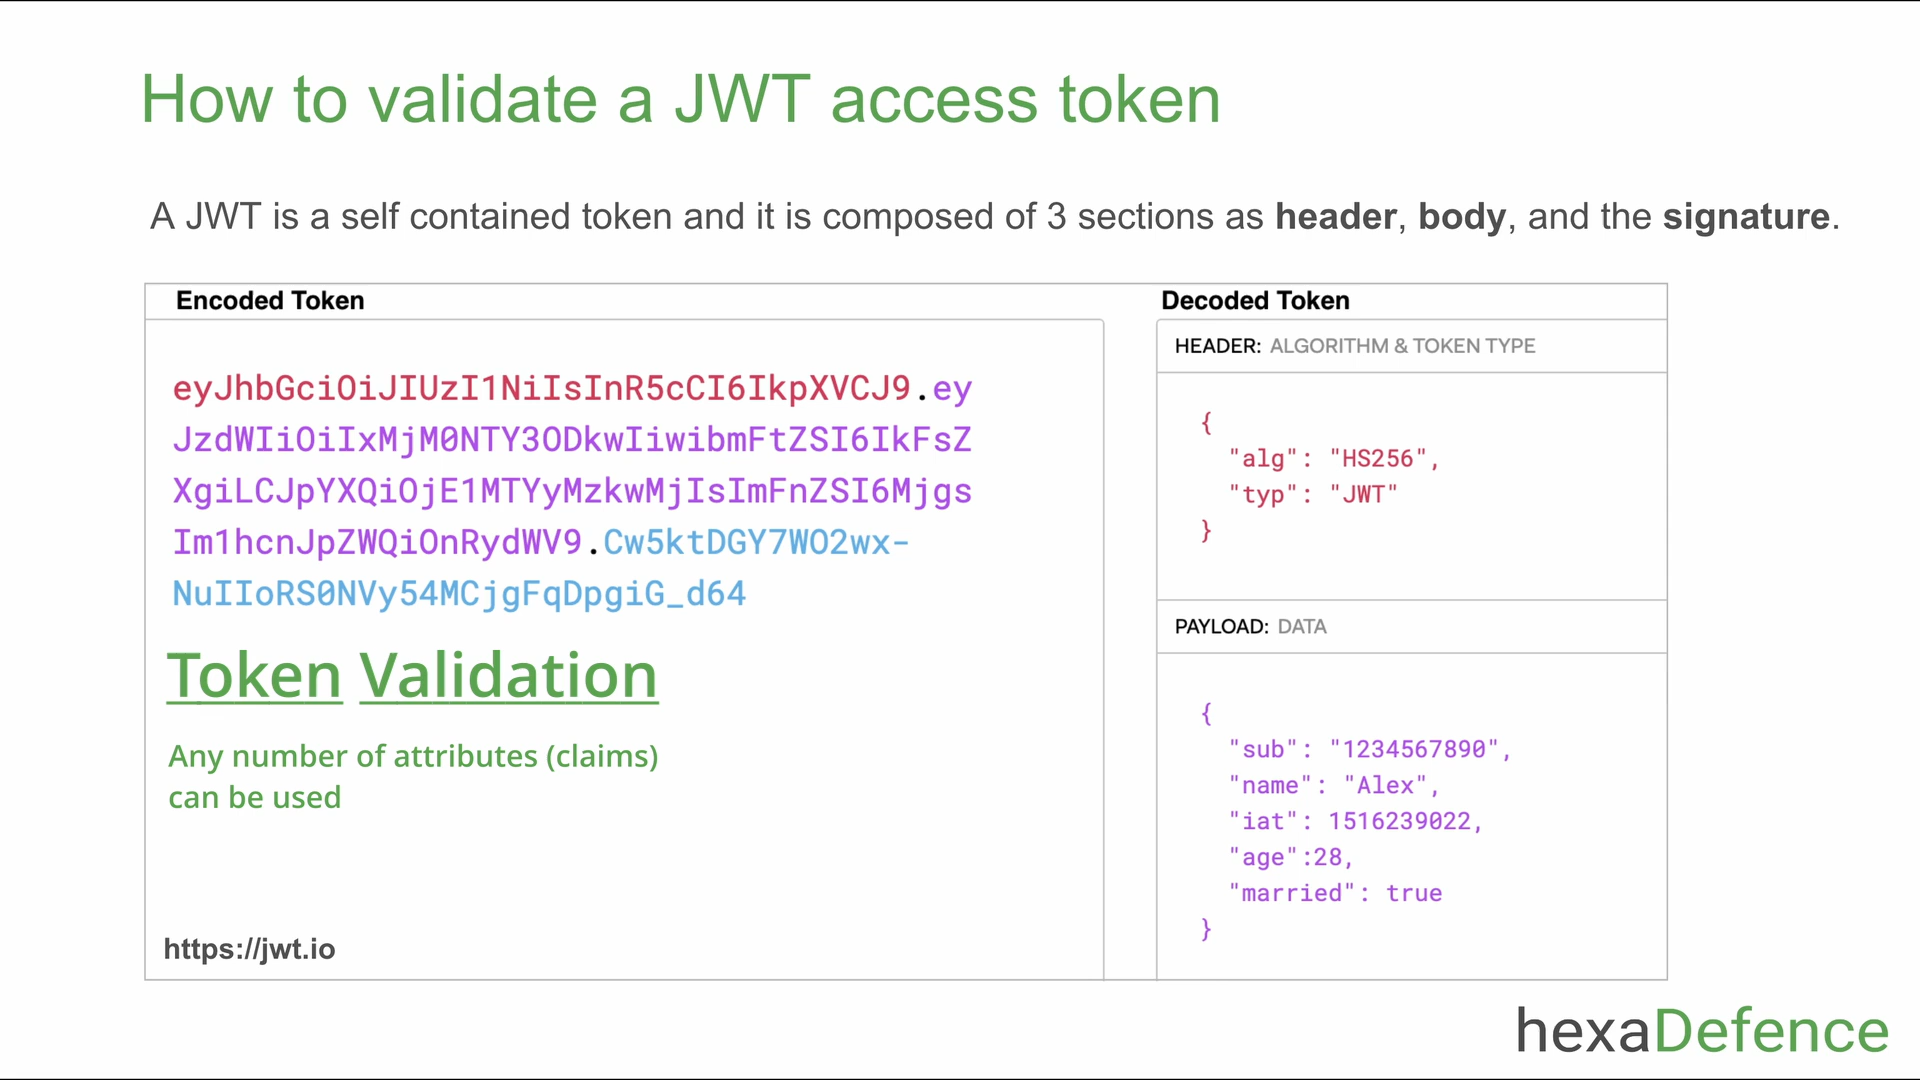 How to validate a JWT access token
A JWT is a self contained token and it is composed of 3 sections as header, body, and the signature.
Encoded Token
eyJhbGciOiJIUzI1NiIsInR5cCI6IkpXVCJ9.ey
JzdWIiOiIxMjM0NTY3ODkwIiwibmFtZSI6IkFsZ
XgiLCJpYXQiOjE1MTYyMzkwMjIsImFnZSI6Mjgs
Im1hcnJpZWQiOnRydWV9.Cw5ktDGY7WO2wx-
NuIIoRS0NVy54MCjgFqDpgiG_d64
Token Validation
Any number of attributes (claims)
can be used
https://jwt.io
Decoded Token
HEADER: ALGORITHM & TOKEN TYPE
{
"alg": "HS256",
"typ": "JWT"
}
PAYLOAD: DATA
{
"sub": "1234567890",
"name": "Alex",
"iat": 1516239022,
"age":28,
"married": true
}
hexaDefence